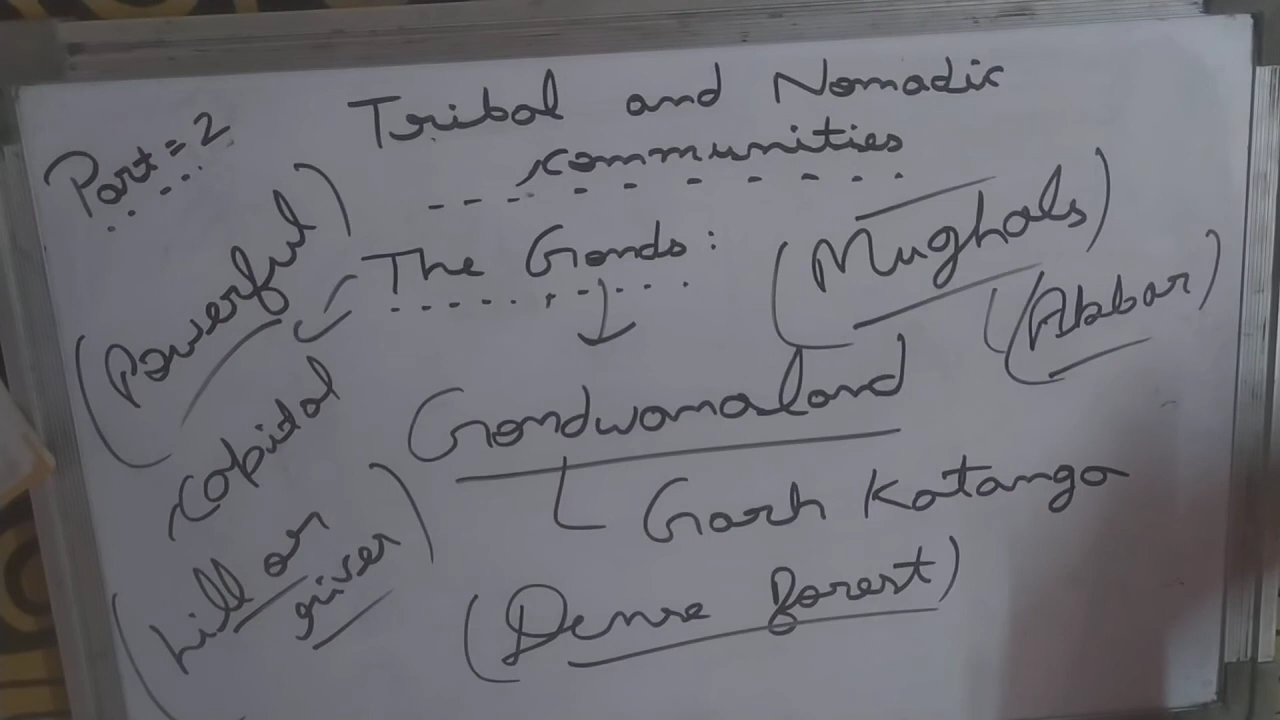 Part=2
Tribal and Nomadic
communities
The Gonds:
(Powerful)
(Mughals)
(Akbar)
Gondwanaland
Capital
Garh Katanga
(hill or
river)
(Dense forest)